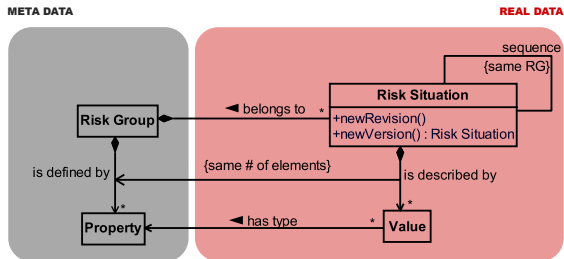 META DATA
REAL DATA
sequence
{same RG}
Risk Situation
Risk Group
belongs to
*
+newRevision()
+newVersion() : Risk Situation
is defined by
{same # of elements}
is described by
*
*
Property
has type
*
Value